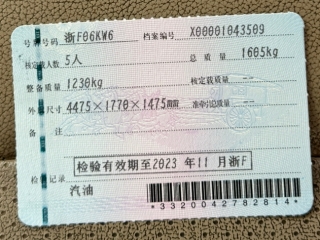 号牌号码 浙F06KW6 档案编号 X00001043509
核定载人数 5人 总质量 1605kg
整备质量 1230kg 核定载质量 --
外廓尺寸 4475×1770×1475mm 准牵引总质量 --
备注
检验有效期至2023年11月浙F
检验记录
汽油
*3320042782814*